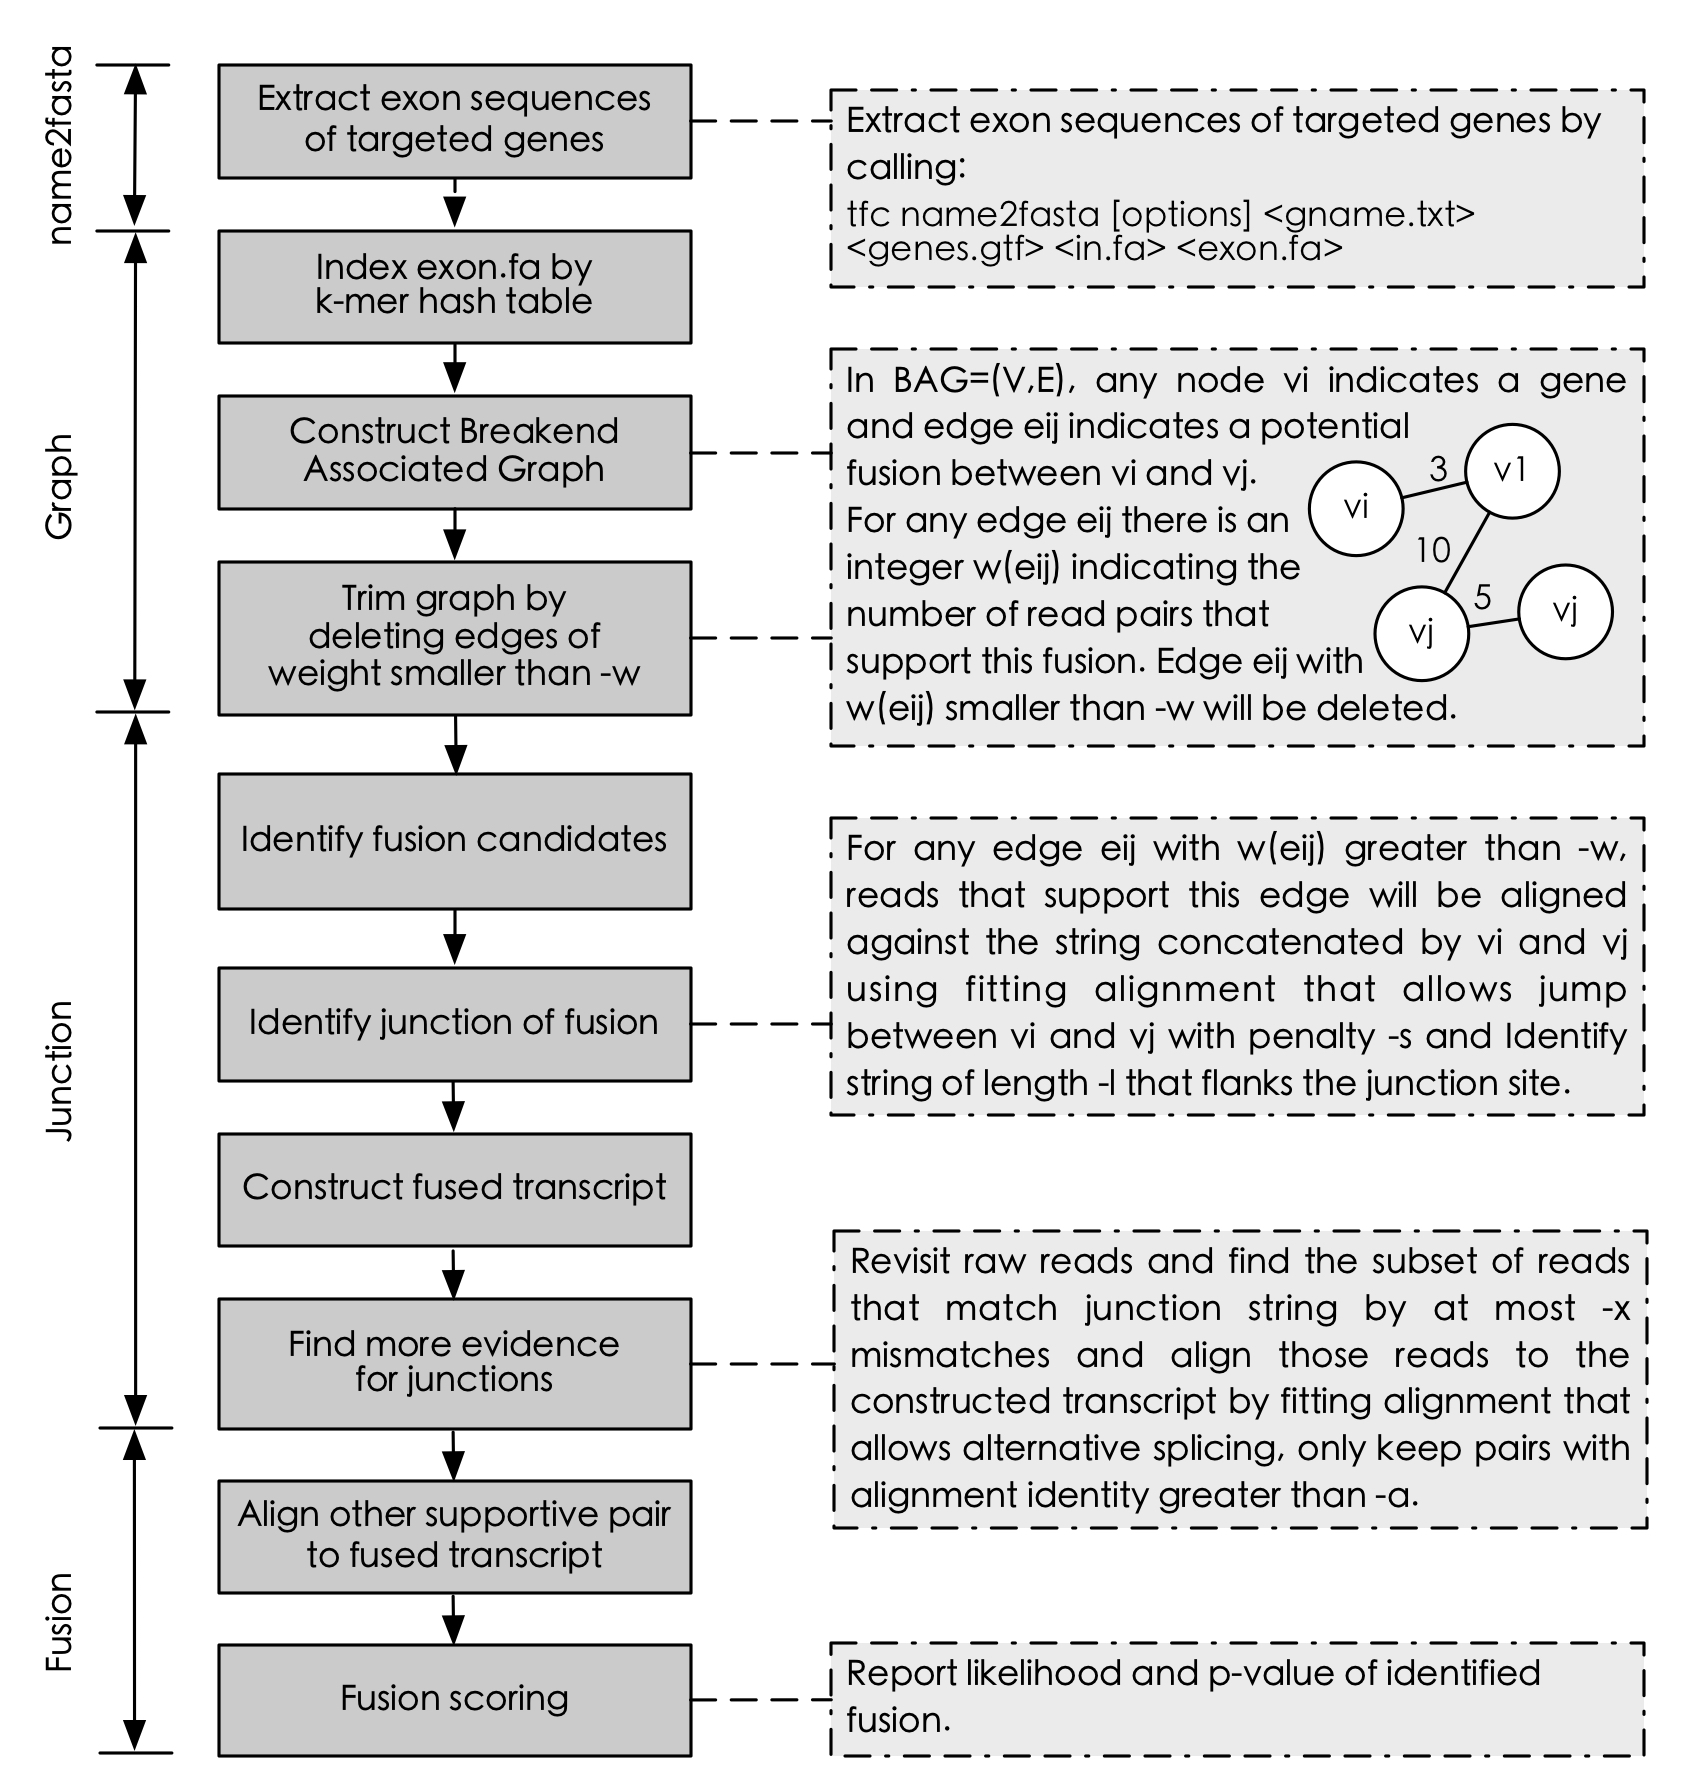 name2fasta
Extract exon sequences
of targeted genes
Extract exon sequences of targeted genes by
calling:
tfc name2fasta [options] <gname.txt>
<genes.gtf> <in.fa> <exon.fa>
Graph
Index exon.fa by
k-mer hash table
Construct Breakend
Associated Graph
Trim graph by
deleting edges of
weight smaller than -w
In BAG=(V,E), any node vi indicates a gene
and edge eij indicates a potential
fusion between vi and vj.
For any edge eij there is an
integer w(eij) indicating the
number of read pairs that
support this fusion. Edge eij with
w(eij) smaller than -w will be deleted.
vi
3
v1
10
vj
5
vj
Junction
Identify fusion candidates
Identify junction of fusion
For any edge eij with w(eij) greater than -w,
reads that support this edge will be aligned
against the string concatenated by vi and vj
using fitting alignment that allows jump
between vi and vj with penalty -s and Identify
string of length -l that flanks the junction site.
Construct fused transcript
Find more evidence
for junctions
Revisit raw reads and find the subset of reads
that match junction string by at most -x
mismatches and align those reads to the
constructed transcript by fitting alignment that
allows alternative splicing, only keep pairs with
alignment identity greater than -a.
Fusion
Align other supportive pair
to fused transcript
Fusion scoring
Report likelihood and p-value of identified
fusion.